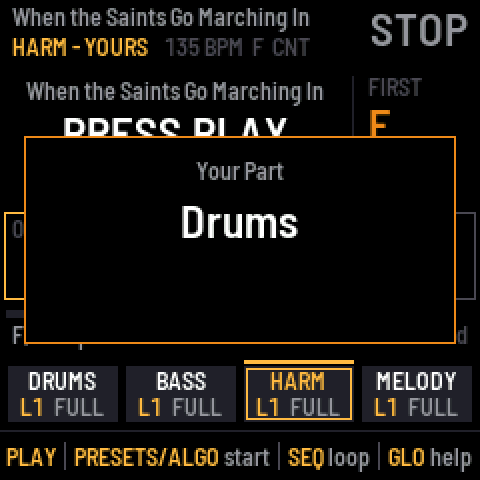 When the Saints Go Marching In
STOP
HARM - YOURS 135 BPM F CNT
When the Saints Go Marching In
FIRST
PRESS PLAY
F
Your Part
Drums
DRUMS BASS HARM MELODY
L1 FULL L1 FULL L1 FULL L1 FULL
PLAY PRESETS/ALGO start SEQ loop GLO help